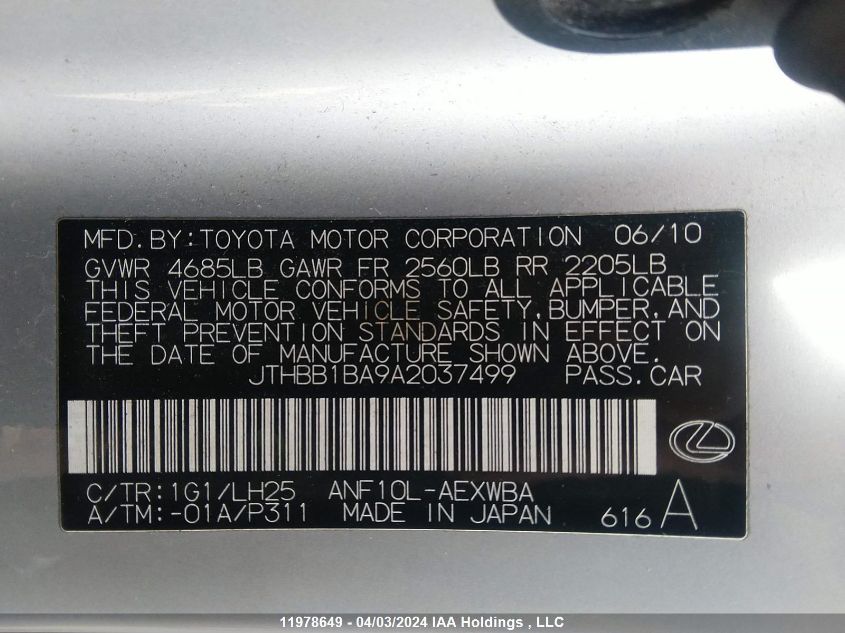 MFD.BY:TOYOTA MOTOR CORPORATION 06/10
GVWR 4685LB GAWR FR 2560LB RR 2205LB
THIS VEHICLE CONFORMS TO ALL APPLICABLE
FEDERAL MOTOR VEHICLE SAFETY,BUMPER,AND
THEFT PREVENTION STANDARDS IN EFFECT ON
THE DATE OF MANUFACTURE SHOWN ABOVE.
JTHBB1BA9A2037499 PASS.CAR
C/TR:1G1/LH25 ANF10L-AEXWBA
A/TM:-01A/P311 MADE IN JAPAN 616 A
11978649 - 04/03/2024 IAA Holdings , LLC